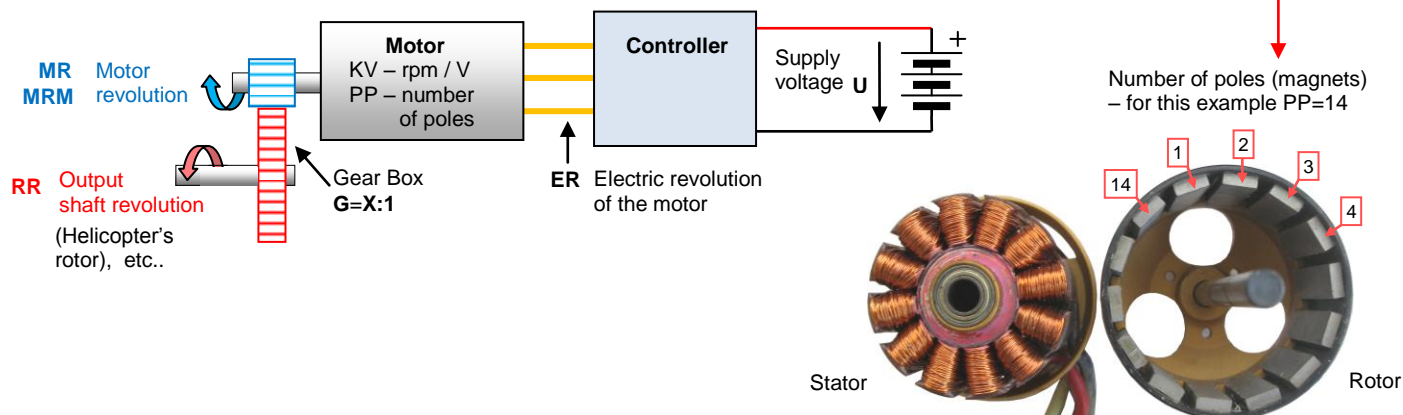 MR Motor
MRM revolution
RR Output
shaft revolution
(Helicopter's
rotor), etc..
Motor
KV – rpm / V
PP – number
of poles
Gear Box
G=X:1
ER Electric revolution
of the motor
Controller
Supply
voltage U
+
Number of poles (magnets)
– for this example PP=14
14
1
2
3
4
Stator
Rotor